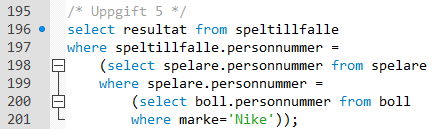 195 /* Uppgift 5 */
196 select resultat from speltillfalle
197 where speltillfalle.personnummer =
198 (select spelare.personnummer from spelare
199 where spelare.personnummer =
200 (select boll.personnummer from boll
201 where marke='Nike'));